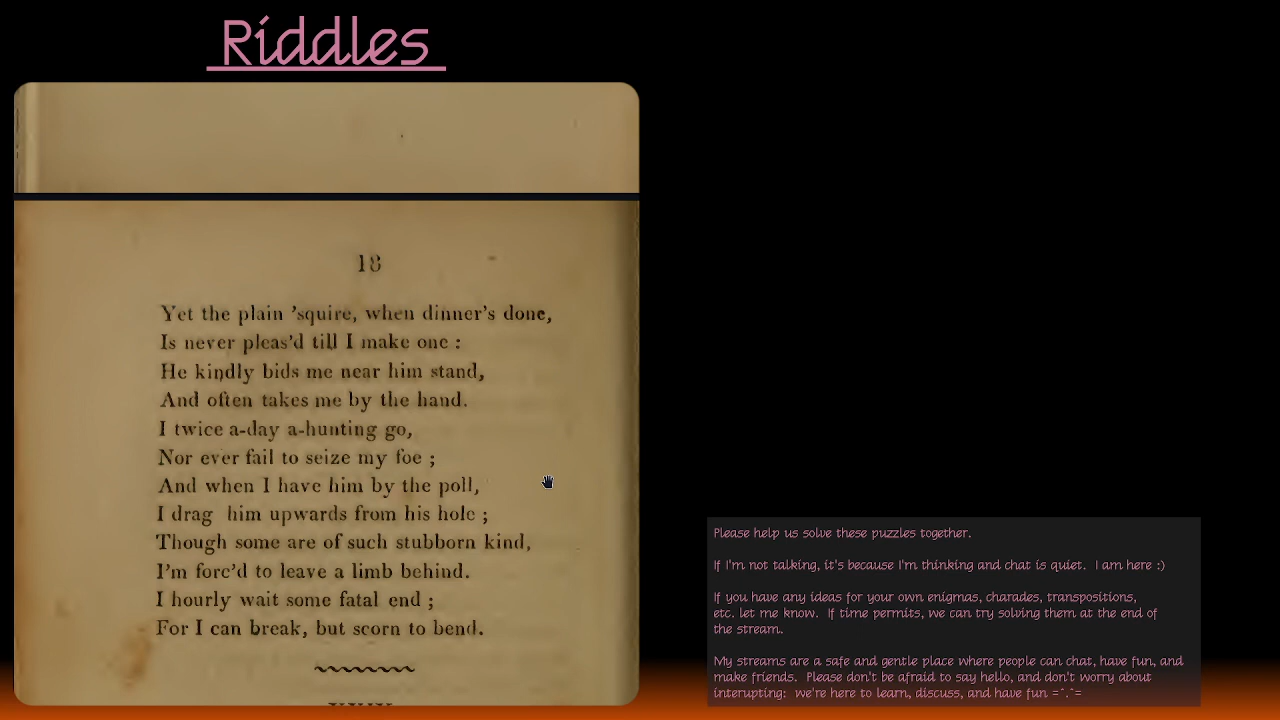 Riddles
18
Yet the plain 'squire, when dinner's done,
Is never pleas'd till I make one :
He kindly bids me near him stand,
And often takes me by the hand.
I twice a-day a-hunting go,
Nor ever fail to seize my foe ;
And when I have him by the poll,
I drag him upwards from his hole ;
Though some are of such stubborn kind,
I'm forc'd to leave a limb behind.
I hourly wait some fatal end ;
For I can break, but scorn to bend.
Please help us solve these puzzles together.
If I'm not talking, it's because I'm thinking and chat is quiet. I am here :)
If you have any ideas for your own enigmas, charades, transpositions,
etc. let me know. If time permits, we can try solving them at the end of
the stream.
My streams are a safe and gentle place where people can chat, have fun, and
make friends. Please don't be afraid to say hello, and don't worry about
interupting: we're here to learn, discuss, and have fun =^.^=